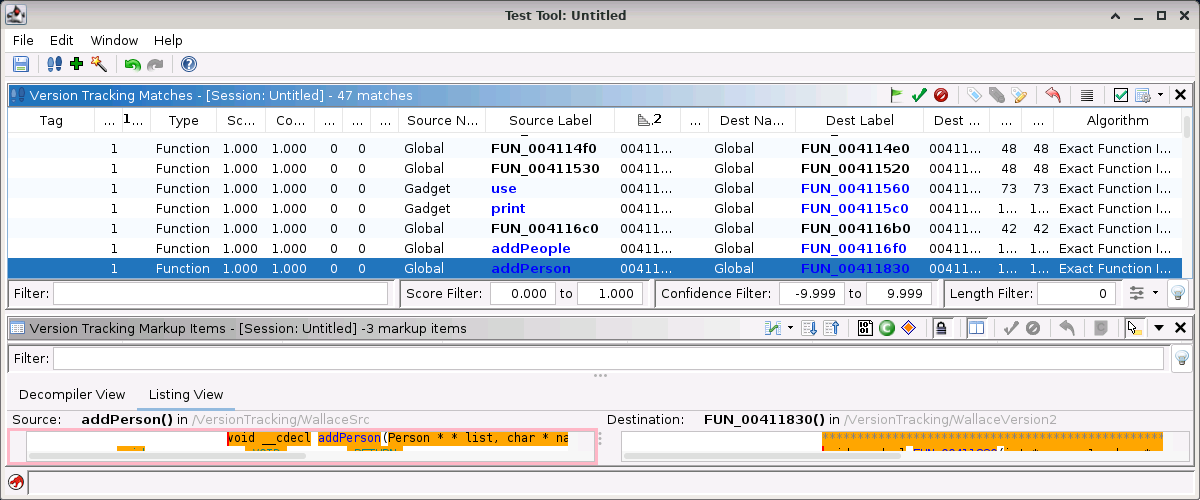 Test Tool: Untitled
File Edit Window Help
Version Tracking Matches - [Session: Untitled] - 47 matches
Tag ... 1... Type Sc... Co... ... ... ... Source N... Source Label 2 ... Dest Na... Dest Label Dest ... ... ... Algorithm
1 Function 1.000 1.000 0 0 Global FUN_004114f0 00411... Global FUN_004114e0 00411... 48 48 Exact Function I...
1 Function 1.000 1.000 0 0 Global FUN_00411530 00411... Global FUN_00411520 00411... 48 48 Exact Function I...
1 Function 1.000 1.000 0 0 Gadget use 00411... Global FUN_00411560 00411... 73 73 Exact Function I...
1 Function 1.000 1.000 0 0 Gadget print 00411... Global FUN_004115c0 00411... 1... 1... Exact Function I...
1 Function 1.000 1.000 0 0 Global FUN_004116c0 00411... Global FUN_004116b0 00411... 42 42 Exact Function I...
1 Function 1.000 1.000 0 0 Global addPeople 00411... Global FUN_004116f0 00411... 1... 1... Exact Function I...
1 Function 1.000 1.000 0 0 Global addPerson 00411... Global FUN_00411830 00411... 1... 1... Exact Function I...
Filter: Score Filter: 0.000 to 1.000 Confidence Filter: -9.999 to 9.999 Length Filter: 0
Version Tracking Markup Items - [Session: Untitled] -3 markup items
Filter:
Decompiler View Listing View
Source: addPerson() in /VersionTracking/WallaceSrc Destination: FUN_00411830() in /VersionTracking/WallaceVersion2
void __cdecl addPerson(Person * * list, char * na